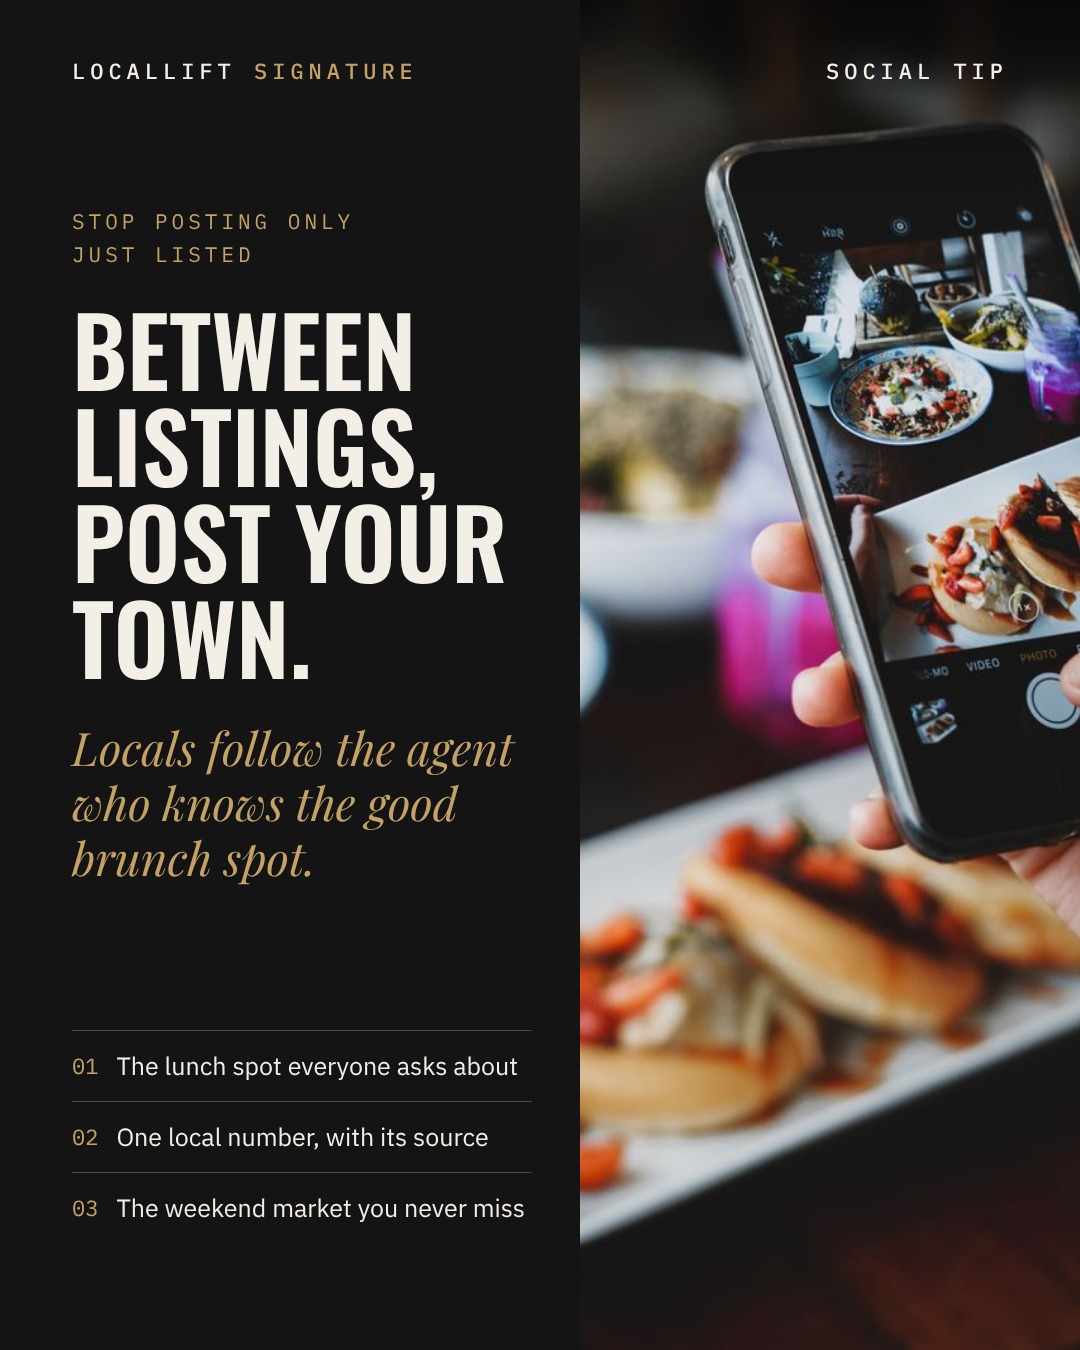 LOCALLIFT SIGNATURE
SOCIAL TIP
STOP POSTING ONLY
JUST LISTED
BETWEEN
LISTINGS,
POST YOUR
TOWN.
Locals follow the agent
who knows the good
brunch spot.
01 The lunch spot everyone asks about
02 One local number, with its source
03 The weekend market you never miss
HDR
1x
VIDEO
PHOTO